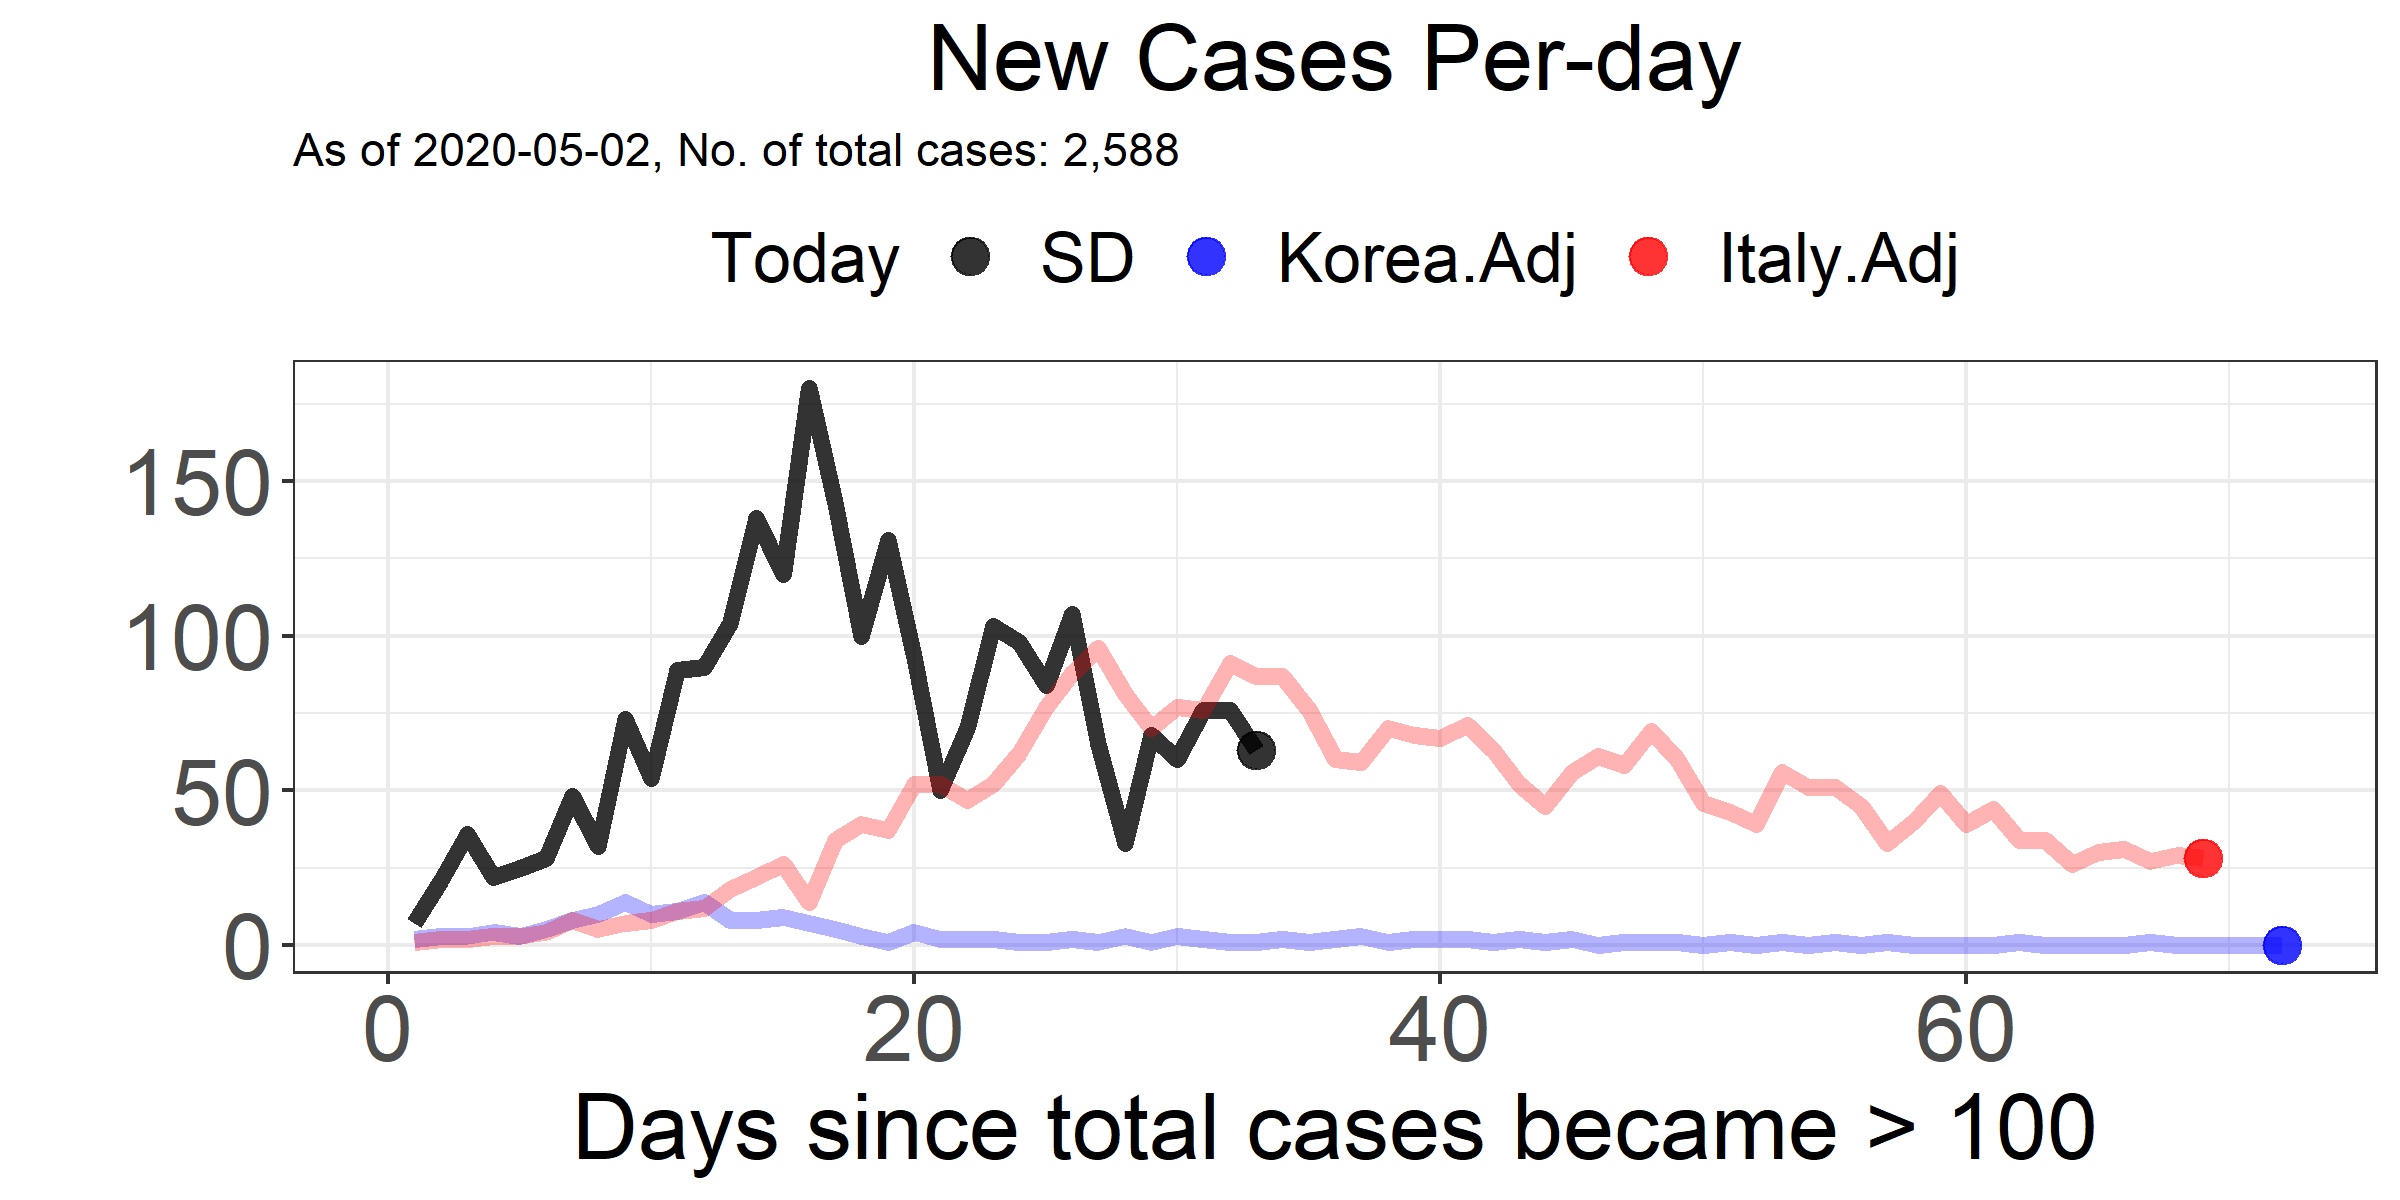 New Cases Per-day
As of 2020-05-02, No. of total cases: 2,588
Today SD Korea.Adj Italy.Adj
150
100
50
0
0 20 40 60
Days since total cases became > 100